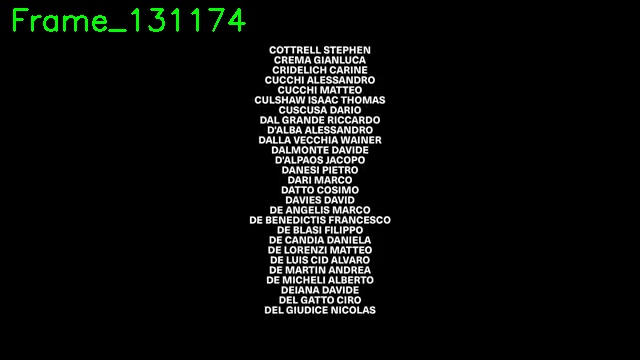 Frame_131174
COTTRELL STEPHEN
CREMA GIANLUCA
CRIDELICH CARINE
CUCCHI ALESSANDRO
CUCCHI MATTEO
CULSHAW ISAAC THOMAS
CUSCUSA DARIO
DAL GRANDE RICCARDO
D'ALBA ALESSANDRO
DALLA VECCHIA WAINER
DALMONTE DAVIDE
D'ALPAOS JACOPO
DANESI PIETRO
DARI MARCO
DATTO COSIMO
DAVIES DAVID
DE ANGELIS MARCO
DE BENEDICTIS FRANCESCO
DE BLASI FILIPPO
DE CANDIA DANIELA
DE LORENZI MATTEO
DE LUIS CID ALVARO
DE MARTIN ANDREA
DE MICHELI ALBERTO
DEIANA DAVIDE
DEL GATTO CIRO
DEL GIUDICE NICOLAS